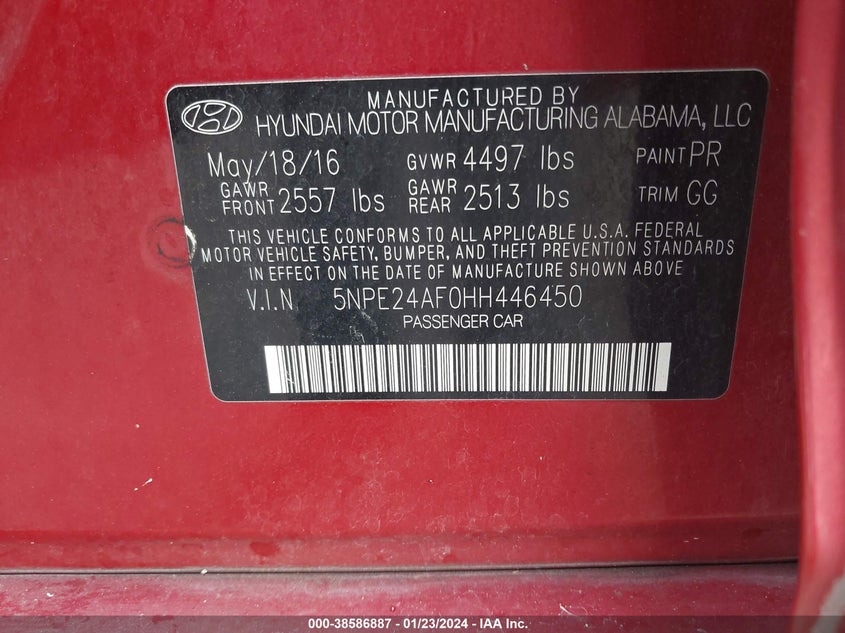 MANUFACTURED BY
HYUNDAI MOTOR MANUFACTURING ALABAMA, LLC
May/18/16 GVWR 4497 lbs PAINT PR
GAWR FRONT 2557 lbs GAWR REAR 2513 lbs TRIM GG
THIS VEHICLE CONFORMS TO ALL APPLICABLE U.S.A. FEDERAL
MOTOR VEHICLE SAFETY, BUMPER, AND THEFT PREVENTION STANDARDS
IN EFFECT ON THE DATE OF MANUFACTURE SHOWN ABOVE
V.I.N 5NPE24AF0HH446450
PASSENGER CAR
000-38586887 - 01/23/2024 - IAA Inc.